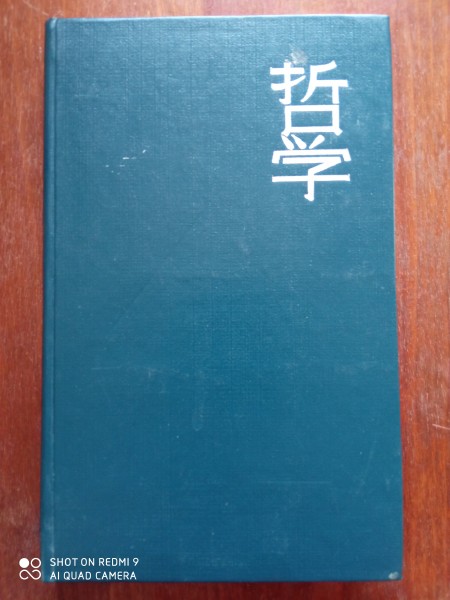 哲
学
SHOT ON REDMI 9
AI QUAD CAMERA